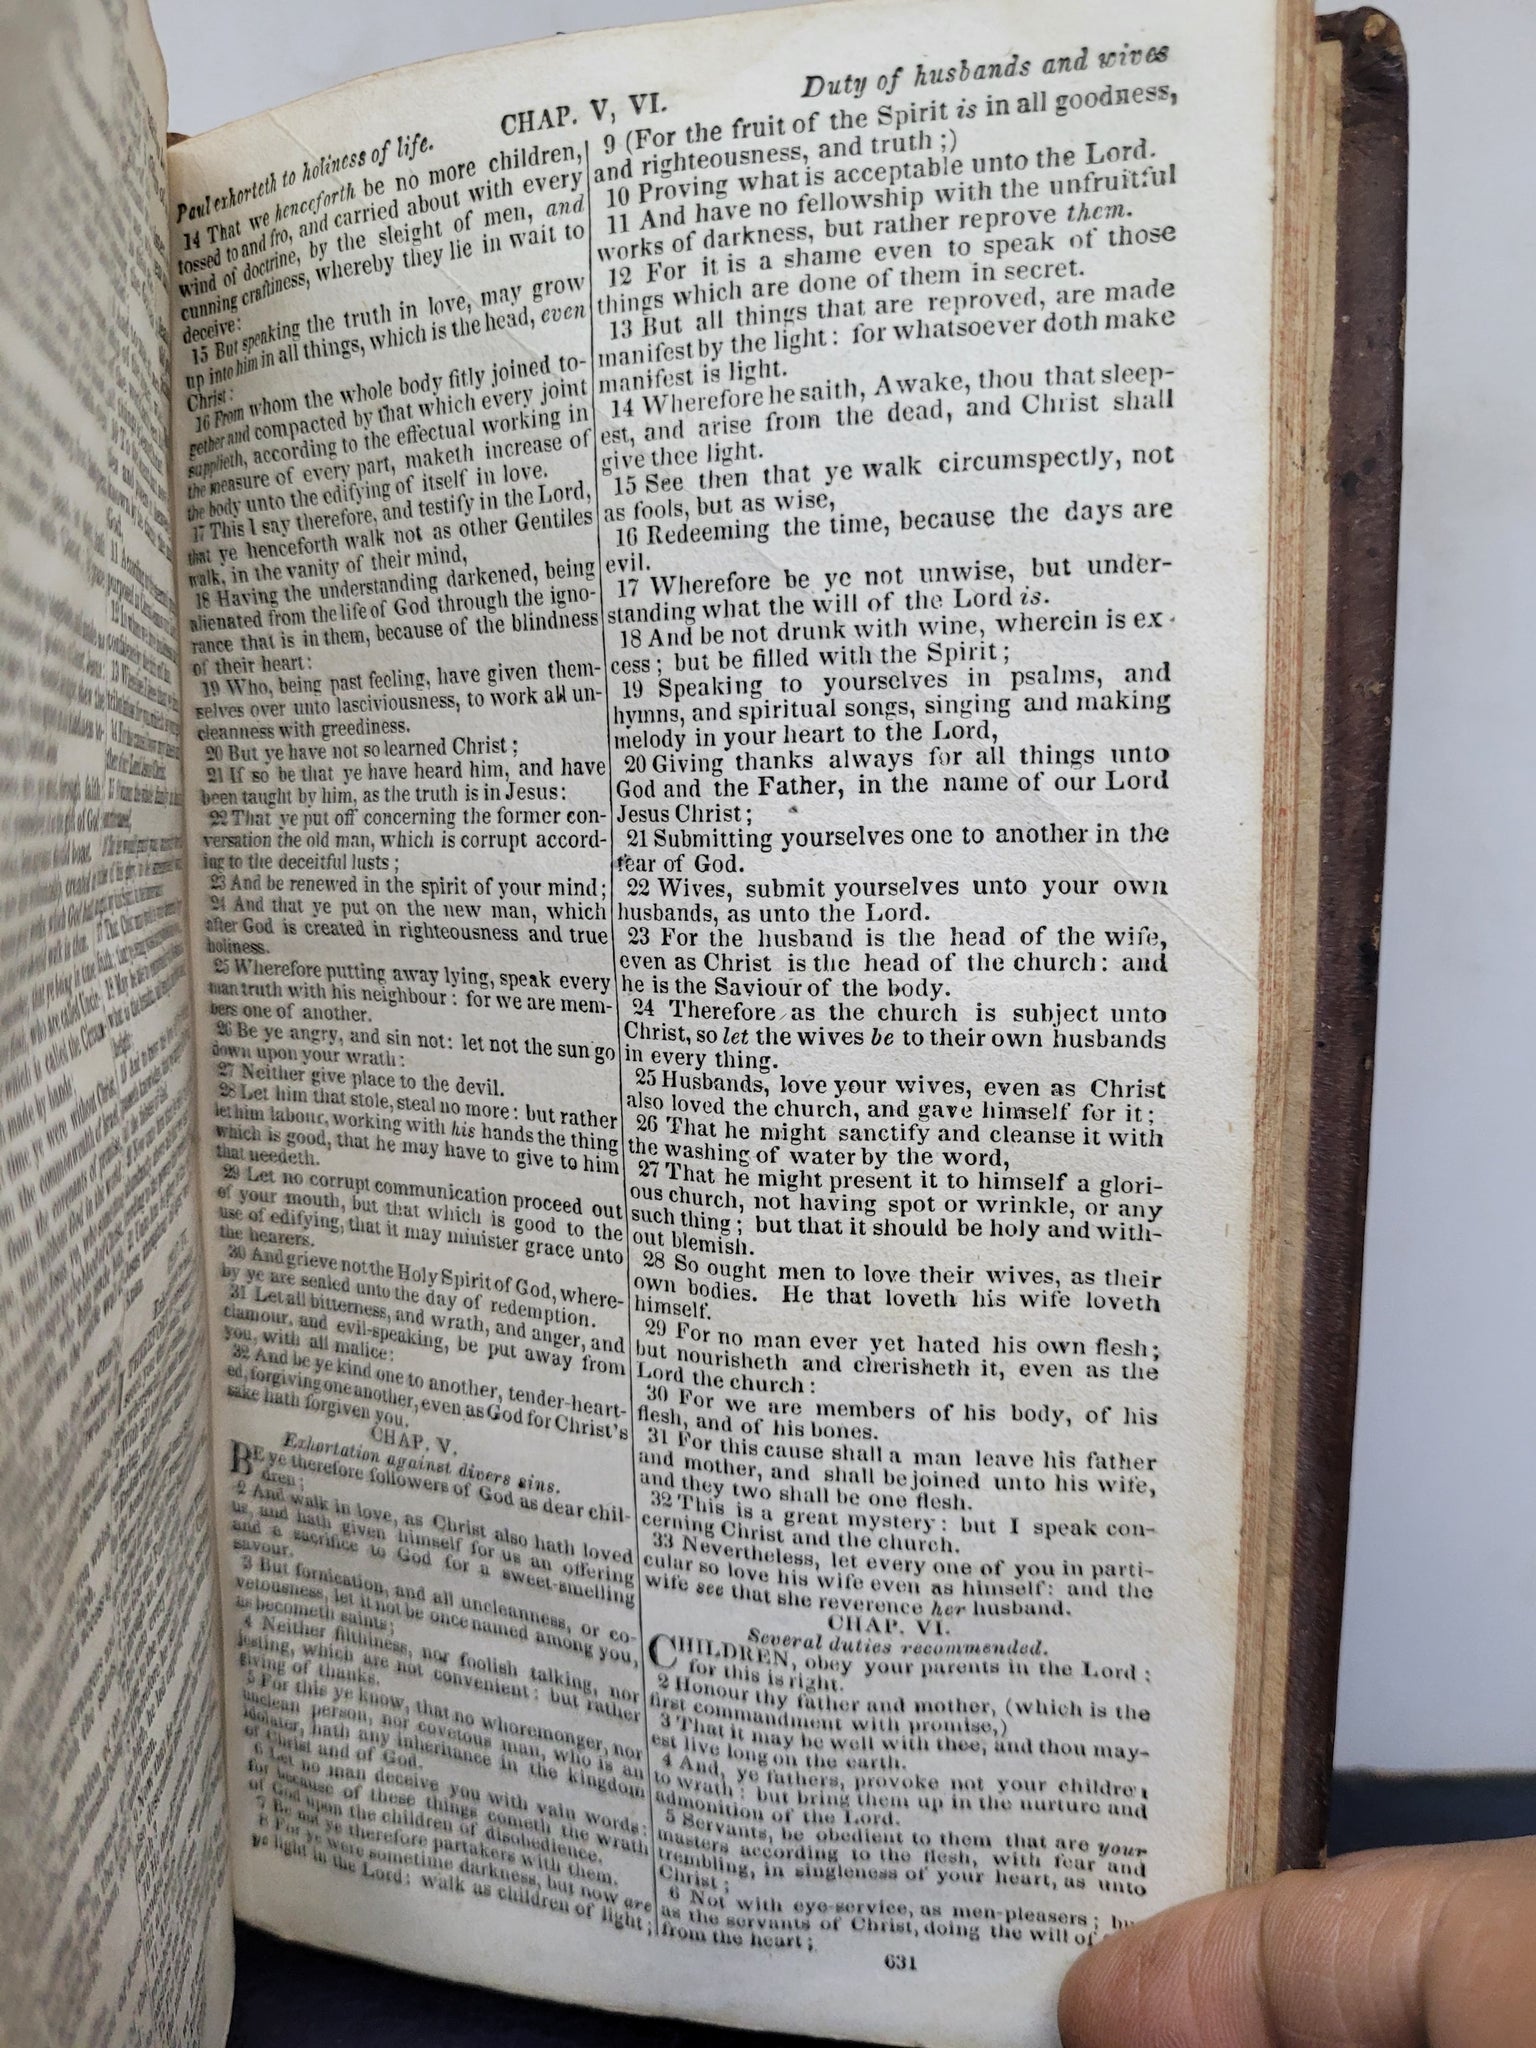 Paul exhorteth to holiness of life.
CHAP. V, VI.
Duty of husbands and wives
14 That we henceforth be no more children,
tossed to and fro, and carried about with every
wind of doctrine, by the sleight of men, and
cunning craftiness, whereby they lie in wait to
deceive:
15 But speaking the truth in love, may grow
up into him in all things, which is the head, even
Christ:
16 From whom the whole body fitly joined to-
gether and compacted by that which every joint
supplieth, according to the effectual working in
the measure of every part, maketh increase of
the body unto the edifying of itself in love.
17 This I say therefore, and testify in the Lord,
that ye henceforth walk not as other Gentiles
walk, in the vanity of their mind,
18 Having the understanding darkened, being
alienated from the life of God through the igno-
rance that is in them, because of the blindness
of their heart:
19 Who, being past feeling, have given them-
selves over unto lasciviousness, to work all un-
cleanness with greediness.
20 But ye have not so learned Christ;
21 If so be that ye have heard him, and have
been taught by him, as the truth is in Jesus:
22 That ye put off concerning the former con-
versation the old man, which is corrupt accord-
ing to the deceitful lusts;
23 And be renewed in the spirit of your mind;
24 And that ye put on the new man, which
after God is created in righteousness and true
holiness.
25 Wherefore putting away lying, speak every
man truth with his neighbour: for we are mem-
bers one of another.
26 Be ye angry, and sin not: let not the sun go
down upon your wrath:
27 Neither give place to the devil.
28 Let him that stole, steal no more: but rather
let him labour, working with his hands the thing
which is good, that he may have to give to him
that needeth.
29 Let no corrupt communication proceed out
of your mouth, but that which is good to the
use of edifying, that it may minister grace unto
the hearers.
30 And grieve not the Holy Spirit of God, where-
by ye are sealed unto the day of redemption.
31 Let all bitterness, and wrath, and anger, and
clamour, and evil-speaking, be put away from
you, with all malice:
32 And be ye kind one to another, tender-heart-
ed, forgiving one another, even as God for Christ's
sake hath forgiven you.
CHAP. V.
Exhortation against divers sins.
BE ye therefore followers of God as dear chil-
dren;
2 And walk in love, as Christ also hath loved
us, and hath given himself for us an offering
and a sacrifice to God for a sweet-smelling
savour.
3 But fornication, and all uncleanness, or co-
vetousness, let it not be once named among you,
as becometh saints;
4 Neither filthiness, nor foolish talking, nor
jesting, which are not convenient: but rather
giving of thanks.
5 For this ye know, that no whoremonger, nor
unclean person, nor covetous man, who is an
idolater, hath any inheritance in the kingdom
of Christ and of God.
6 Let no man deceive you with vain words:
for because of these things cometh the wrath
of God upon the children of disobedience.
7 Be not ye therefore partakers with them.
8 For ye were sometime darkness, but now are
ye light in the Lord: walk as children of light;
9 (For the fruit of the Spirit is in all goodness,
and righteousness, and truth;)
10 Proving what is acceptable unto the Lord.
11 And have no fellowship with the unfruitful
works of darkness, but rather reprove them.
12 For it is a shame even to speak of those
things which are done of them in secret.
13 But all things that are reproved, are made
manifest by the light: for whatsoever doth make
manifest is light.
14 Wherefore he saith, Awake, thou that sleep-
est, and arise from the dead, and Christ shall
give thee light.
15 See then that ye walk circumspectly, not
as fools, but as wise,
16 Redeeming the time, because the days are
evil.
17 Wherefore be ye not unwise, but under-
standing what the will of the Lord is.
18 And be not drunk with wine, wherein is ex-
cess; but be filled with the Spirit;
19 Speaking to yourselves in psalms, and
hymns, and spiritual songs, singing and making
melody in your heart to the Lord,
20 Giving thanks always for all things unto
God and the Father, in the name of our Lord
Jesus Christ;
21 Submitting yourselves one to another in the
fear of God.
22 Wives, submit yourselves unto your own
husbands, as unto the Lord.
23 For the husband is the head of the wife,
even as Christ is the head of the church: and
he is the Saviour of the body.
24 Therefore as the church is subject unto
Christ, so let the wives be to their own husbands
in every thing.
25 Husbands, love your wives, even as Christ
also loved the church, and gave himself for it;
26 That he might sanctify and cleanse it with
the washing of water by the word,
27 That he might present it to himself a glori-
ous church, not having spot or wrinkle, or any
such thing; but that it should be holy and with-
out blemish.
28 So ought men to love their wives, as their
own bodies. He that loveth his wife loveth
himself.
29 For no man ever yet hated his own flesh;
but nourisheth and cherisheth it, even as the
Lord the church:
30 For we are members of his body, of his
flesh, and of his bones.
31 For this cause shall a man leave his father
and mother, and shall be joined unto his wife,
and they two shall be one flesh.
32 This is a great mystery: but I speak con-
cerning Christ and the church.
33 Nevertheless, let every one of you in parti-
cular so love his wife even as himself: and the
wife see that she reverence her husband.
CHAP. VI.
Several duties recommended.
CHILDREN, obey your parents in the Lord:
for this is right.
2 Honour thy father and mother, (which is the
first commandment with promise,)
3 That it may be well with thee, and thou may-
est live long on the earth.
4 And, ye fathers, provoke not your children
to wrath: but bring them up in the nurture and
admonition of the Lord.
5 Servants, be obedient to them that are your
masters according to the flesh, with fear and
trembling, in singleness of your heart, as unto
Christ;
6 Not with eye-service, as men-pleasers; bu
as the servants of Christ, doing the will of
from the heart;
631